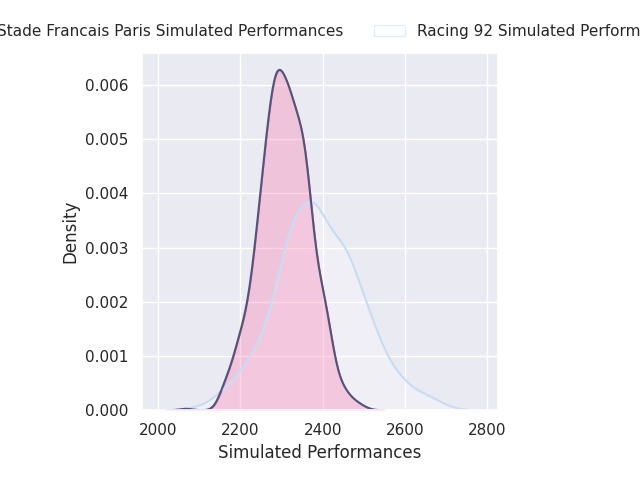 Stade Francais Paris Simulated Performances
Racing 92 Simulated Perform
0.006
0.005
0.004
0.003
0.002
0.001
0.000
Density
2000 2200 2400 2600 2800
Simulated Performances